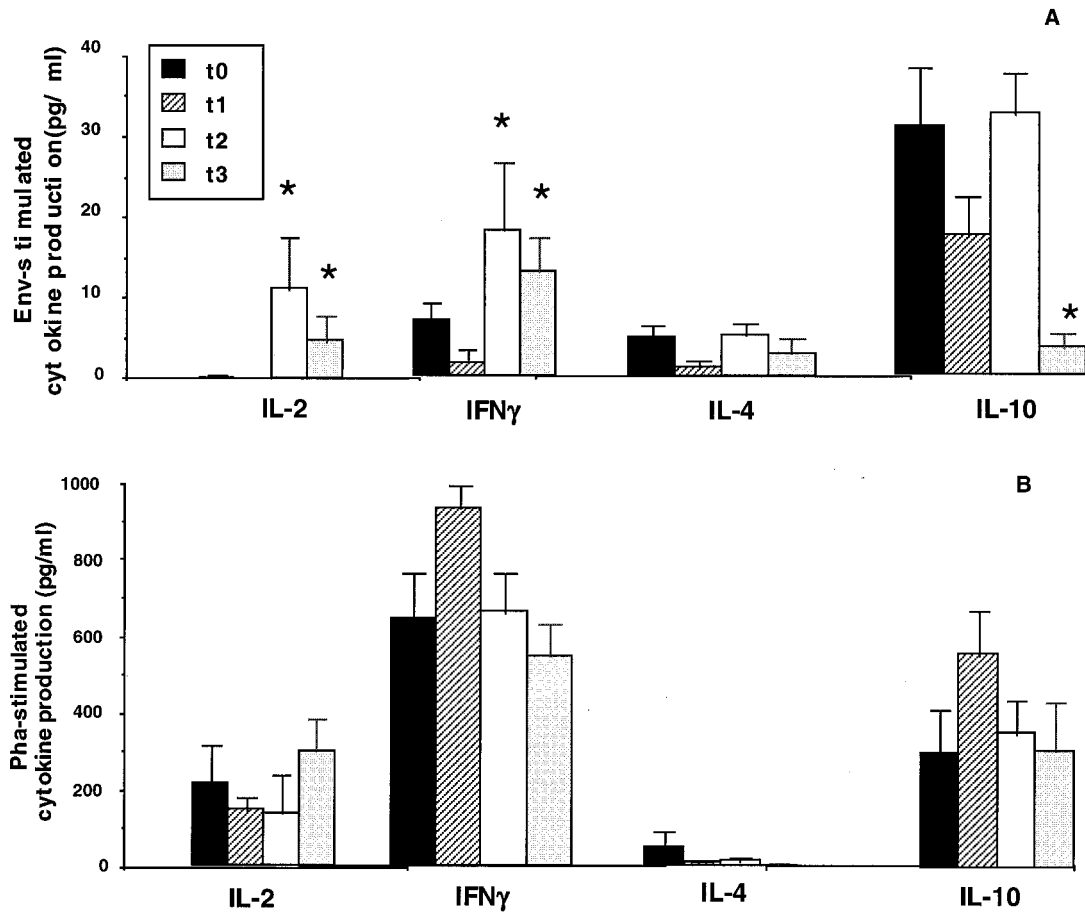 A
Env-s ti mulated
cyt okine producti on(pg/ ml)
40
30
20
10
0
t0
t1
t2
t3
* * * * *
IL-2 IFNγ IL-4 IL-10
B
Pha-stimulated
cytokine production (pg/ml)
1000
800
600
400
200
0
IL-2 IFNγ IL-4 IL-10